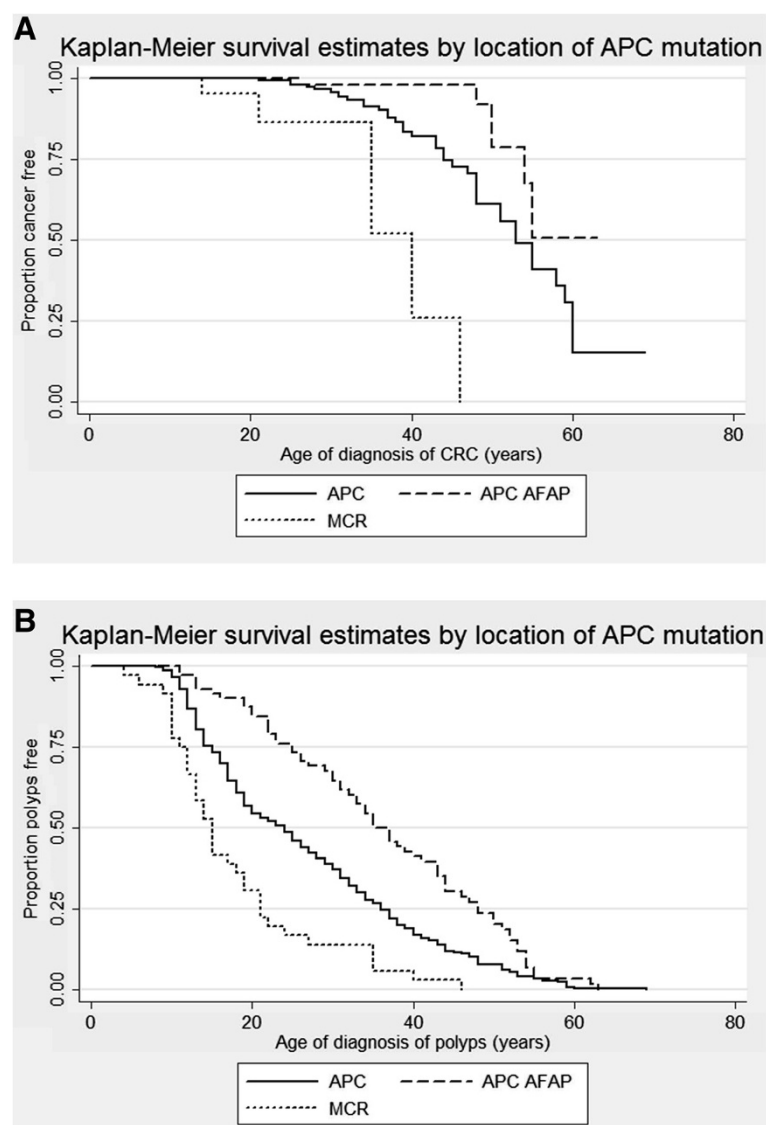 A
Kaplan-Meier survival estimates by location of APC mutation
Proportion cancer free
1.00
0.75
0.50
0.25
0.00
0 20 40 60 80
Age of diagnosis of CRC (years)
APC APC AFAP
MCR
B
Kaplan-Meier survival estimates by location of APC mutation
Proportion polyps free
1.00
0.75
0.50
0.25
0.00
0 20 40 60 80
Age of diagnosis of polyps (years)
APC APC AFAP
MCR